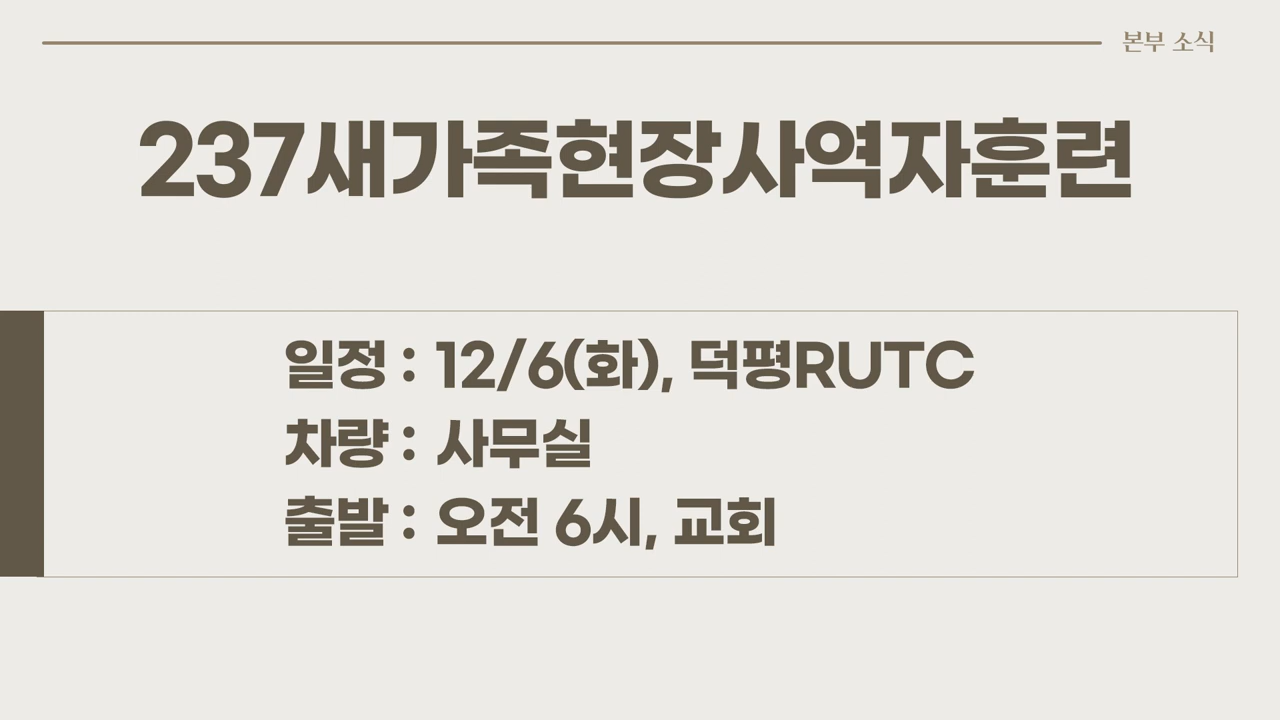 본부 소식
237새가족현장사역자훈련
일정 : 12/6(화), 덕평RUTC
차량 : 사무실
출발 : 오전 6시, 교회